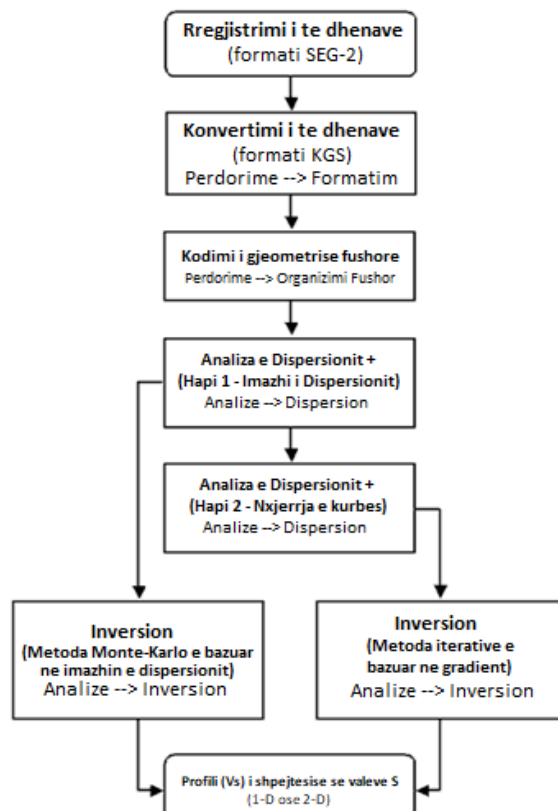 Rregjistrimi i te dhenave
(formati SEG-2)
Konvertimi i te dhenave
(formati KGS)
Perdorime --> Formatim
Kodimi i gjeometrise fushore
Perdorime --> Organizimi Fushor
Analiza e Dispersionit +
(Hapi 1 - Imazhi i Dispersionit)
Analize --> Dispersion
Analiza e Dispersionit +
(Hapi 2 - Nxjerrja e kurbes)
Analize --> Dispersion
Inversion
(Metoda Monte-Karlo e bazuar
ne imazhin e dispersionit)
Analize --> Inversion
Inversion
(Metoda iterative e
bazuar ne gradient)
Analize --> Inversion
Profili (Vs) i shpejtesise se valeve S
(1-D ose 2-D)